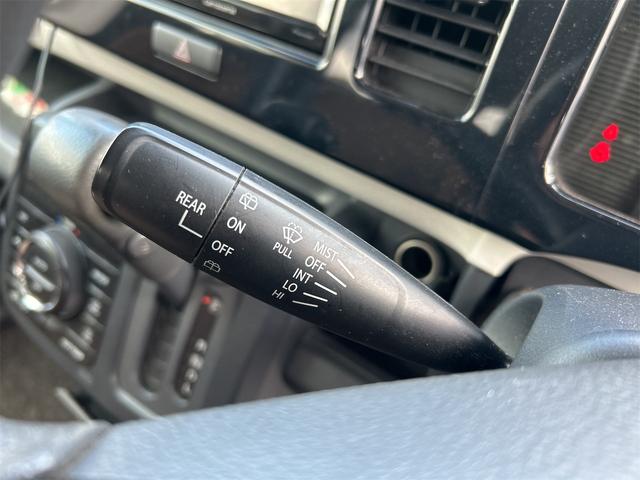 REAR
ON
OFF
PULL
MIST
OFF
INT
LO
HI